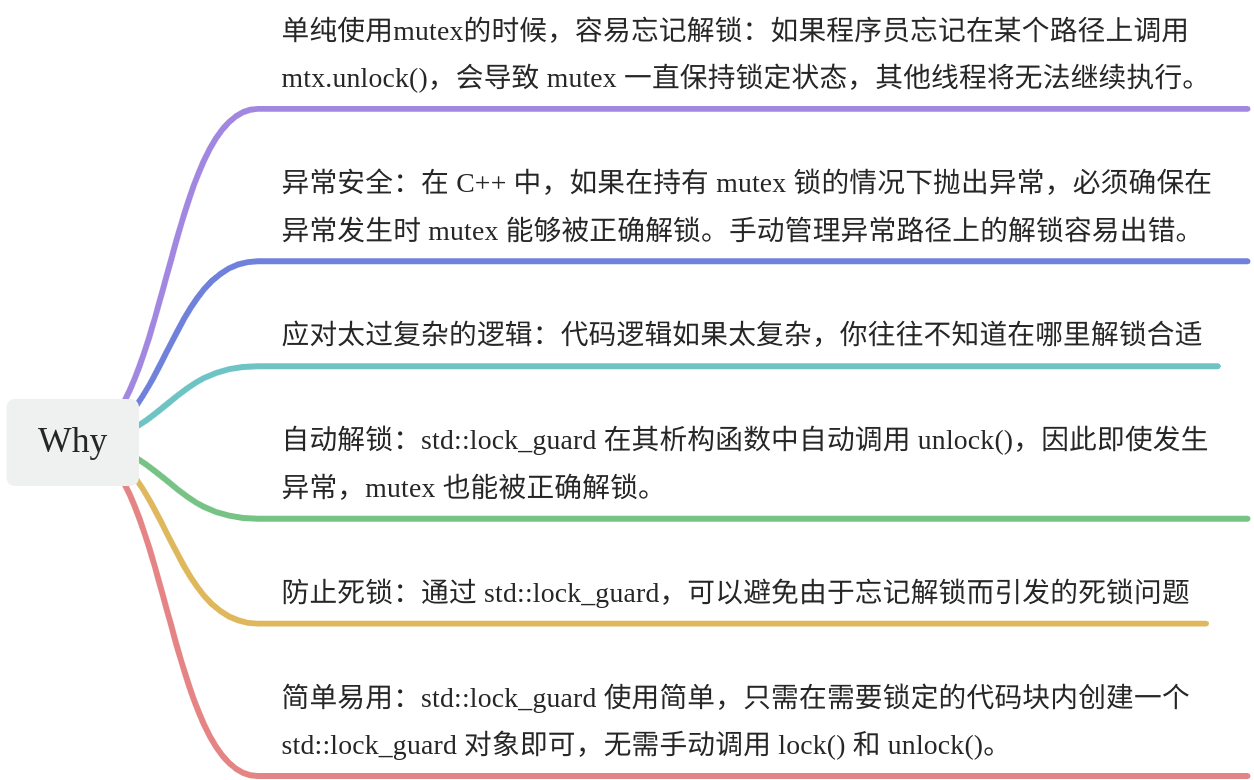 单纯使用mutex的时候，容易忘记解锁：如果程序员忘记在某个路径上调用
mtx.unlock()，会导致 mutex 一直保持锁定状态，其他线程将无法继续执行。
异常安全：在 C++ 中，如果在持有 mutex 锁的情况下抛出异常，必须确保在
异常发生时 mutex 能够被正确解锁。手动管理异常路径上的解锁容易出错。
应对太过复杂的逻辑：代码逻辑如果太复杂，你往往不知道在哪里解锁合适
Why
自动解锁：std::lock_guard 在其析构函数中自动调用 unlock()，因此即使发生
异常，mutex 也能被正确解锁。
防止死锁：通过 std::lock_guard，可以避免由于忘记解锁而引发的死锁问题
简单易用：std::lock_guard 使用简单，只需在需要锁定的代码块内创建一个
std::lock_guard 对象即可，无需手动调用 lock() 和 unlock()。